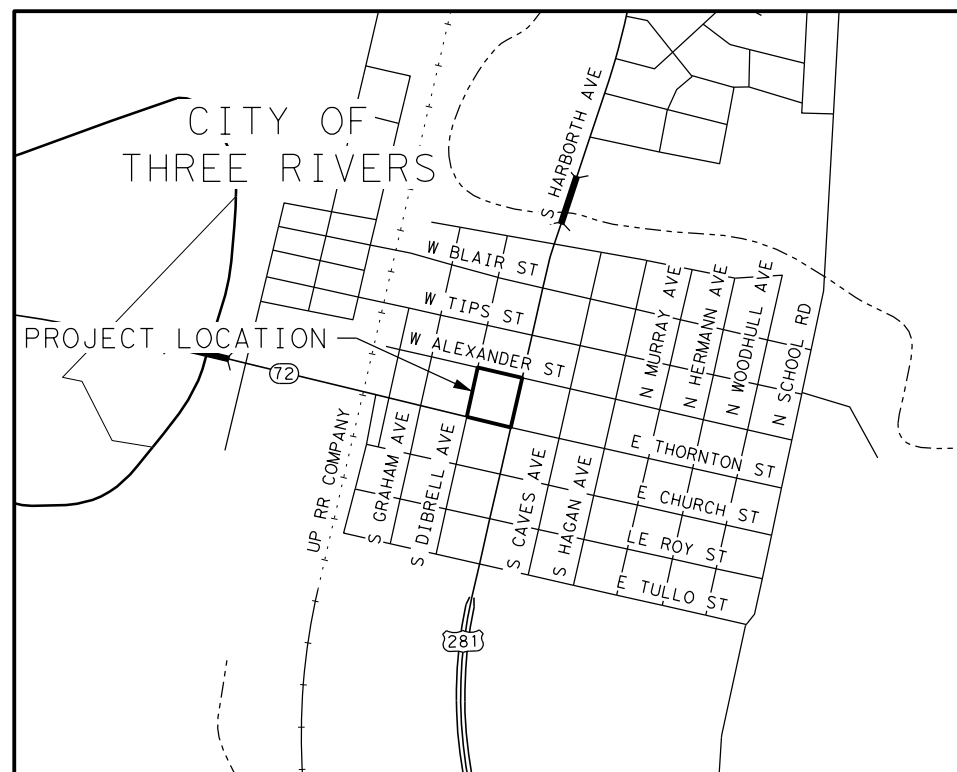 CITY OF
THREE RIVERS
S HARBORTH AVE
W BLAIR ST
W TIPS ST
W ALEXANDER ST
PROJECT LOCATION
72
N MURRAY AVE
N HERMANN AVE
N WOODHULL AVE
N SCHOOL RD
E THORNTON ST
E CHURCH ST
LE ROY ST
E TULLO ST
UP RR COMPANY
S GRAHAM AVE
S DIBRELL AVE
S CAVES AVE
S HAGAN AVE
281